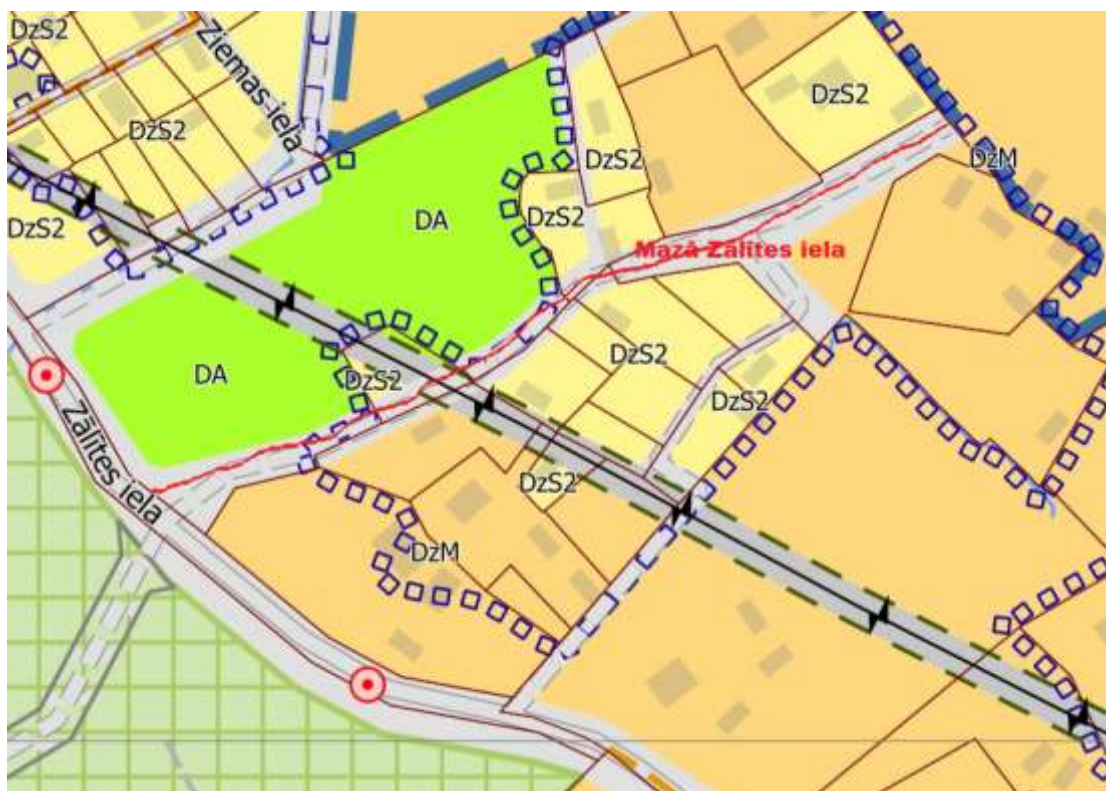 DzS2
Ziemas iela
DzS2
DzS2
DzS2
DzS2
DzM
DzS2
DA
Mazā Zālītes iela
DA
DzS2
DzS2
DzS2
Zālītes iela
DzS2
DzM